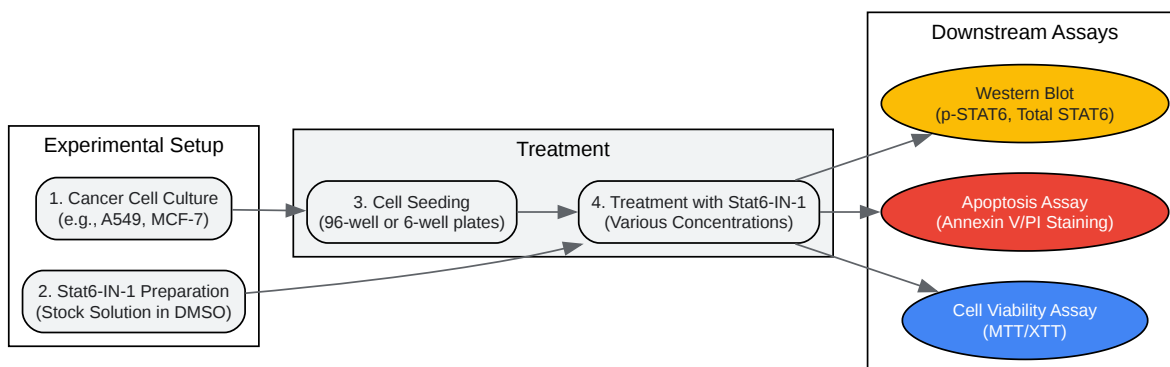 Experimental Setup
1. Cancer Cell Culture
(e.g., A549, MCF-7)
2. Stat6-IN-1 Preparation
(Stock Solution in DMSO)
Treatment
3. Cell Seeding
(96-well or 6-well plates)
4. Treatment with Stat6-IN-1
(Various Concentrations)
Downstream Assays
Western Blot
(p-STAT6, Total STAT6)
Apoptosis Assay
(Annexin V/PI Staining)
Cell Viability Assay
(MTT/XTT)